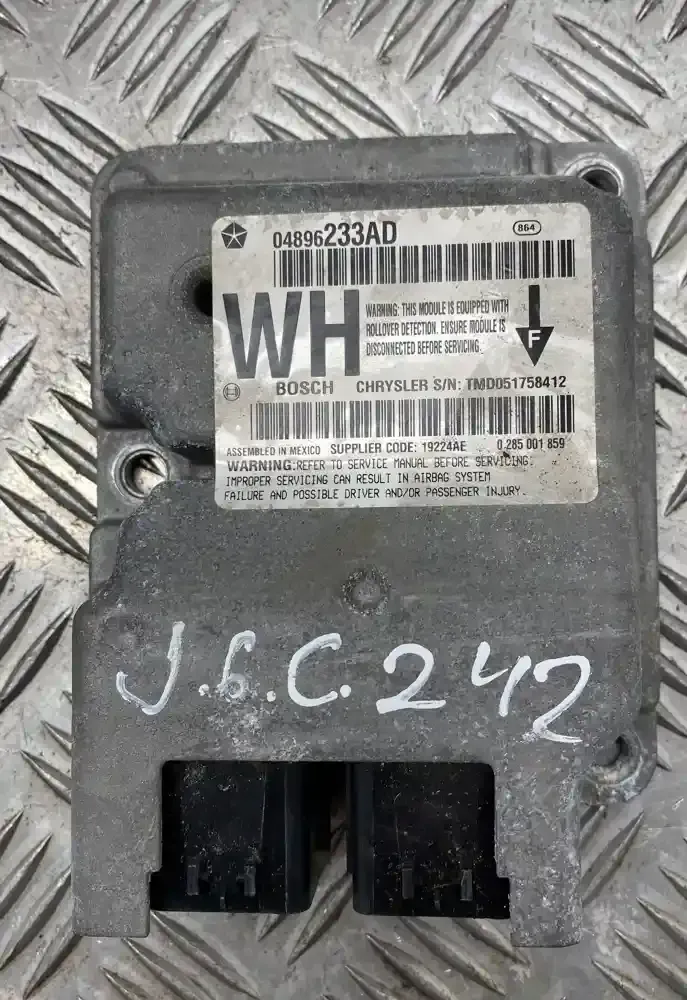 04896233AD 864
WH
WARNING: THIS MODULE IS EQUIPPED WITH
ROLLOVER DETECTION. ENSURE MODULE IS
DISCONNECTED BEFORE SERVICING.
F
BOSCH CHRYSLER S/N: TMD051758412
ASSEMBLED IN MEXICO SUPPLIER CODE: 19224AE 0 285 001 859
WARNING:REFER TO SERVICE MANUAL BEFORE SERVICING.
IMPROPER SERVICING CAN RESULT IN AIRBAG SYSTEM
FAILURE AND POSSIBLE DRIVER AND/OR PASSENGER INJURY.
J.G.C. 242